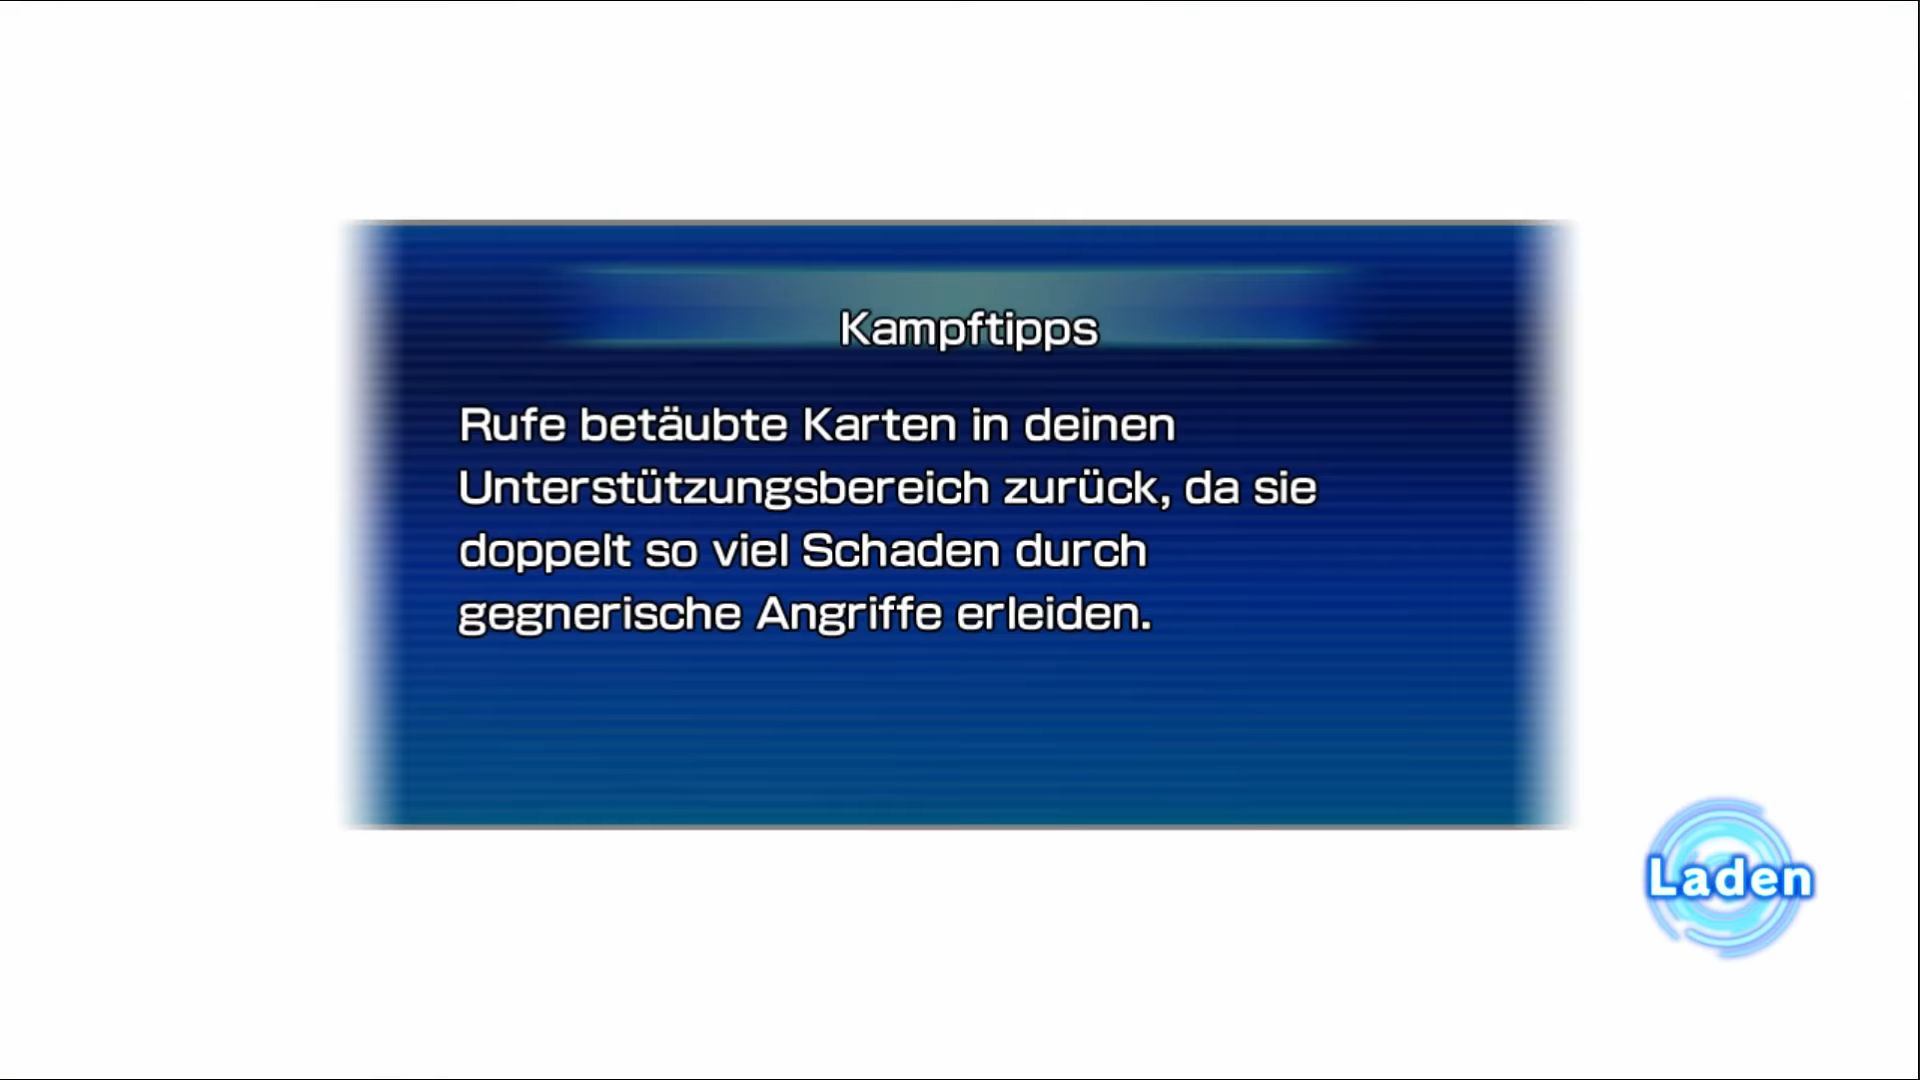 Kampftipps
Rufe betäubte Karten in deinen
Unterstützungsbereich zurück, da sie
doppelt so viel Schaden durch
gegnerische Angriffe erleiden.
Laden